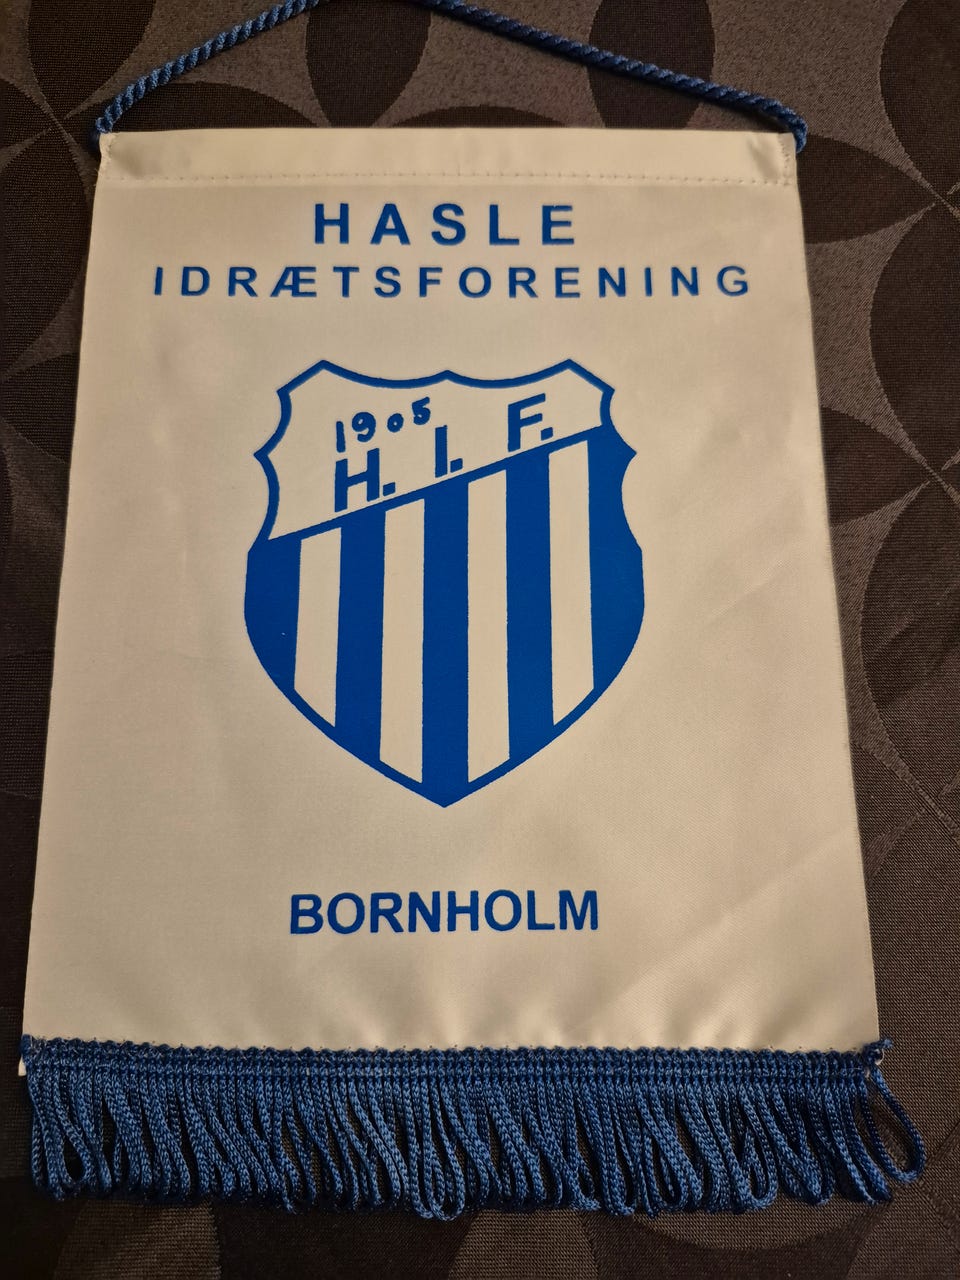 HASLE
IDRÆTSFORENING
1905
H. I. F.
BORNHOLM